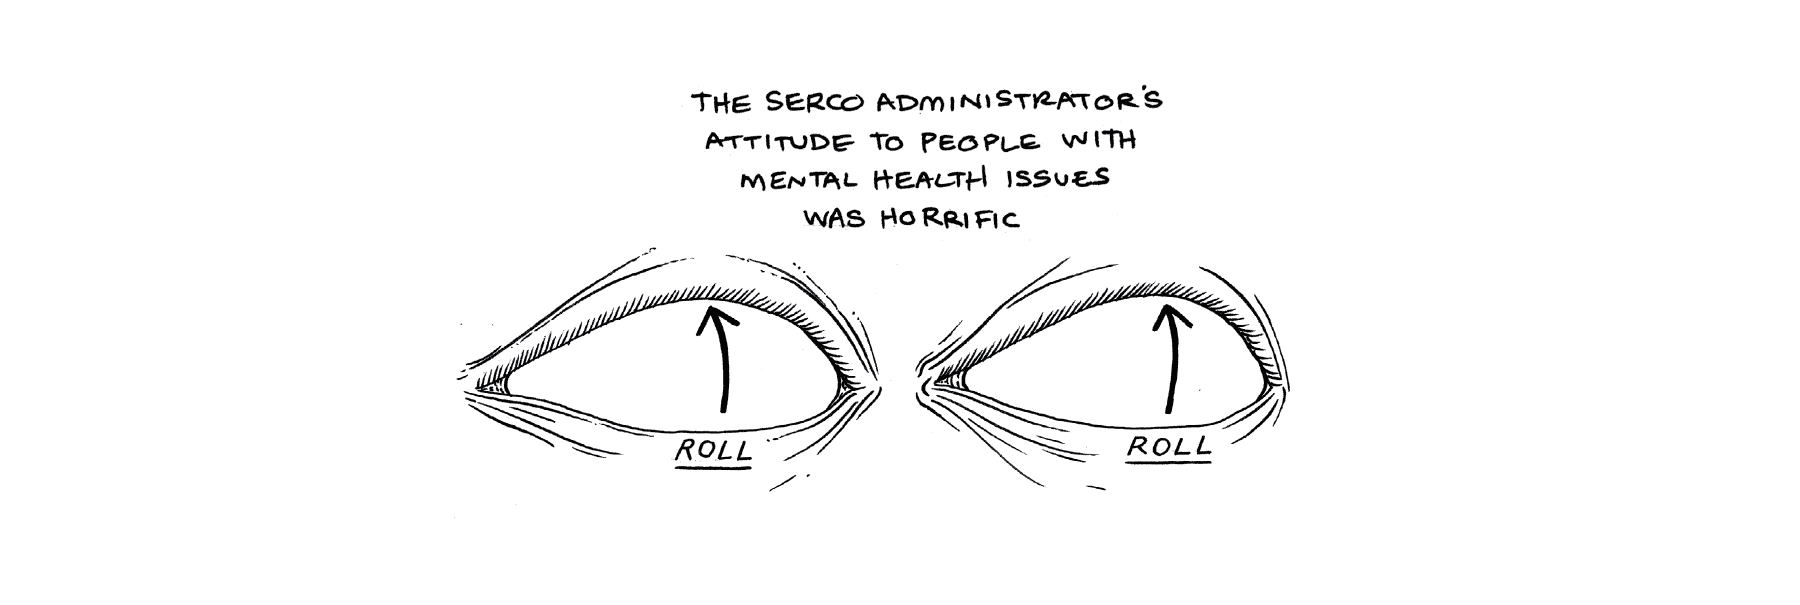 THE SERCO ADMINISTRATOR'S
ATTITUDE TO PEOPLE WITH
MENTAL HEALTH ISSUES
WAS HORRIFIC
ROLL
ROLL